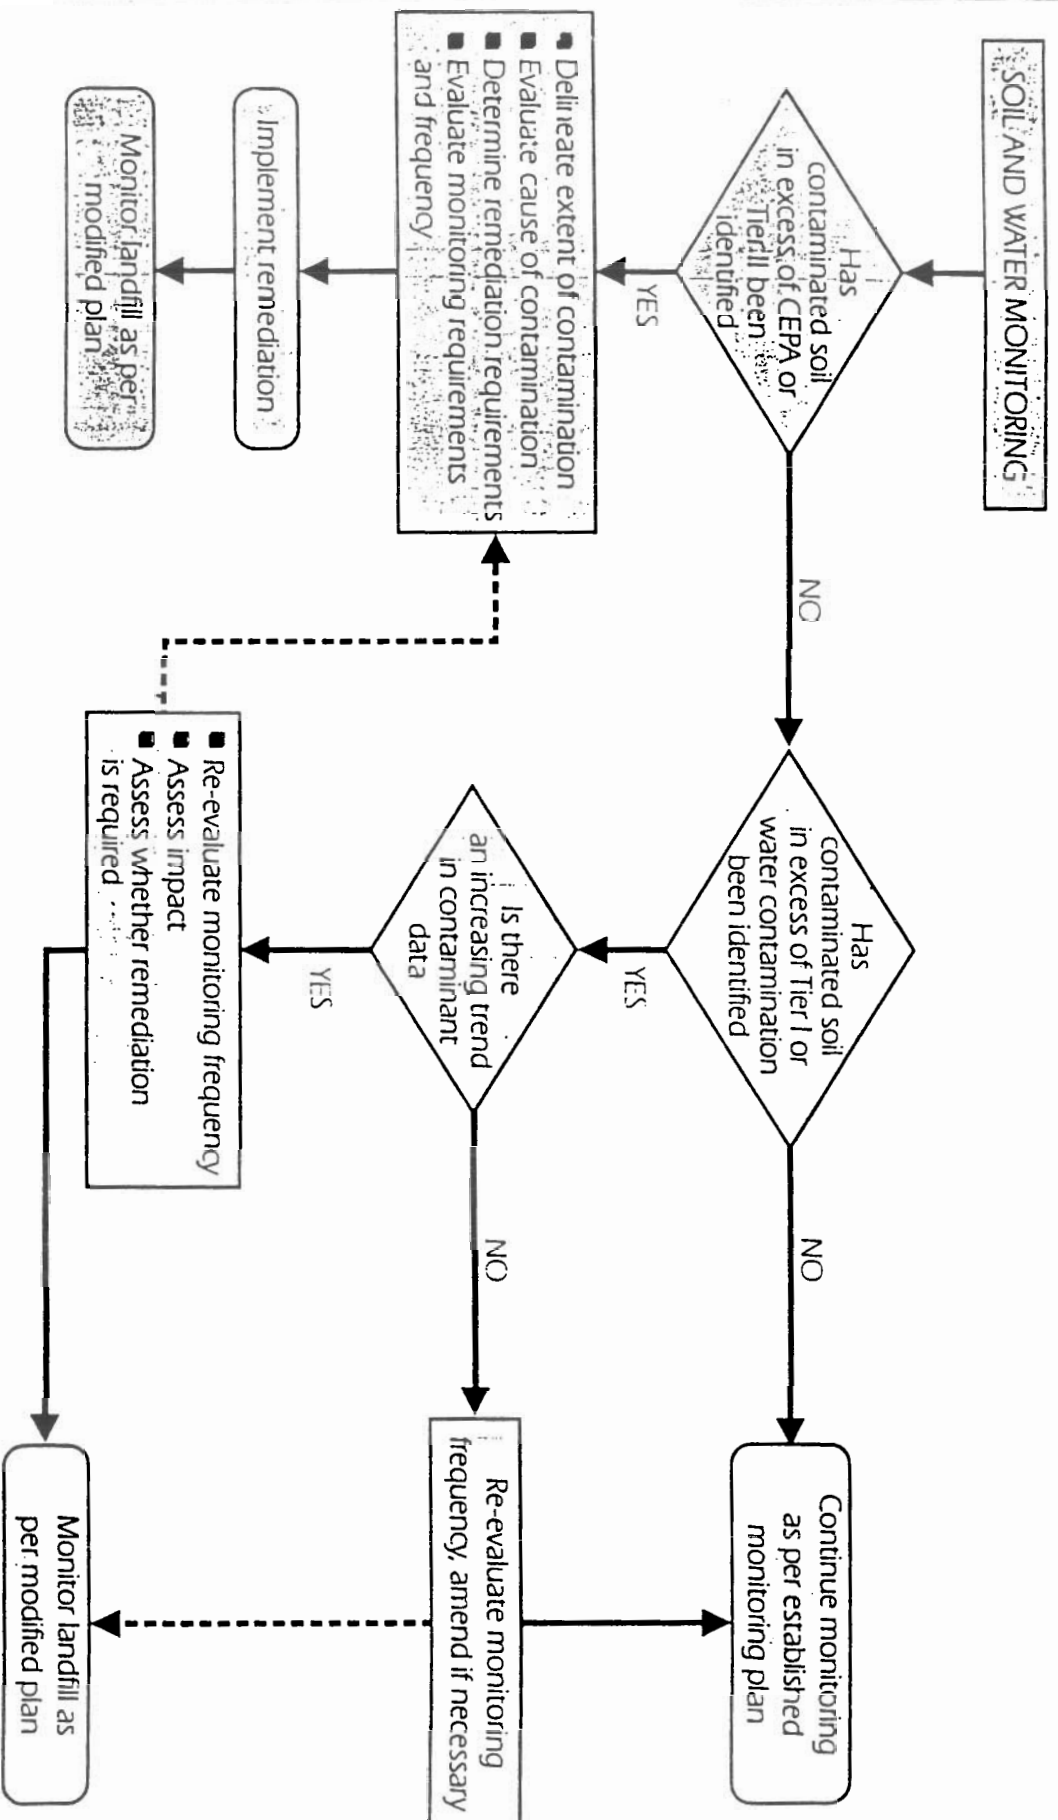 SOIL AND WATER MONITORING
Has
contaminated soil
in excess of CEPA or
Tier II been
identified
NO
YES
Has
contaminated soil
in excess of Tier I or
water contamination
been identified
NO
YES
Continue monitoring
as per established
monitoring plan
■ Delineate extent of contamination
■ Evaluate cause of contamination
■ Determine remediation requirements
■ Evaluate monitoring requirements
and frequency
Is there
an increasing trend
in contaminant
data
NO
YES
Re-evaluate monitoring
frequency, amend if necessary
Implement remediation
■ Re-evaluate monitoring frequency
■ Assess impact
■ Assess whether remediation
is required
Monitor landfill as per
modified plan
Monitor landfill as
per modified plan